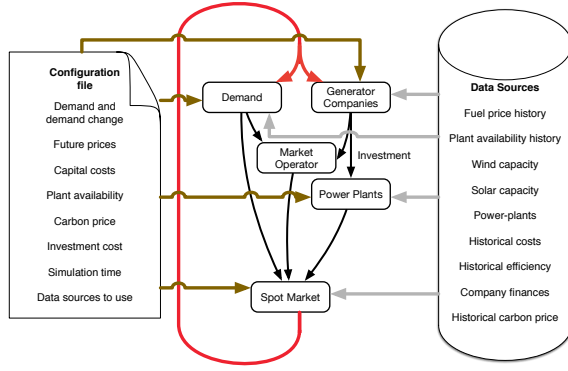 Configuration
file
Demand and
demand change
Future prices
Capital costs
Plant availability
Carbon price
Investment cost
Simulation time
Data sources to use
Demand
Generator
Companies
Market
Operator
Investment
Power Plants
Spot Market
Data Sources
Fuel price history
Plant availability history
Wind capacity
Solar capacity
Power-plants
Historical costs
Historical efficiency
Company finances
Historical carbon price